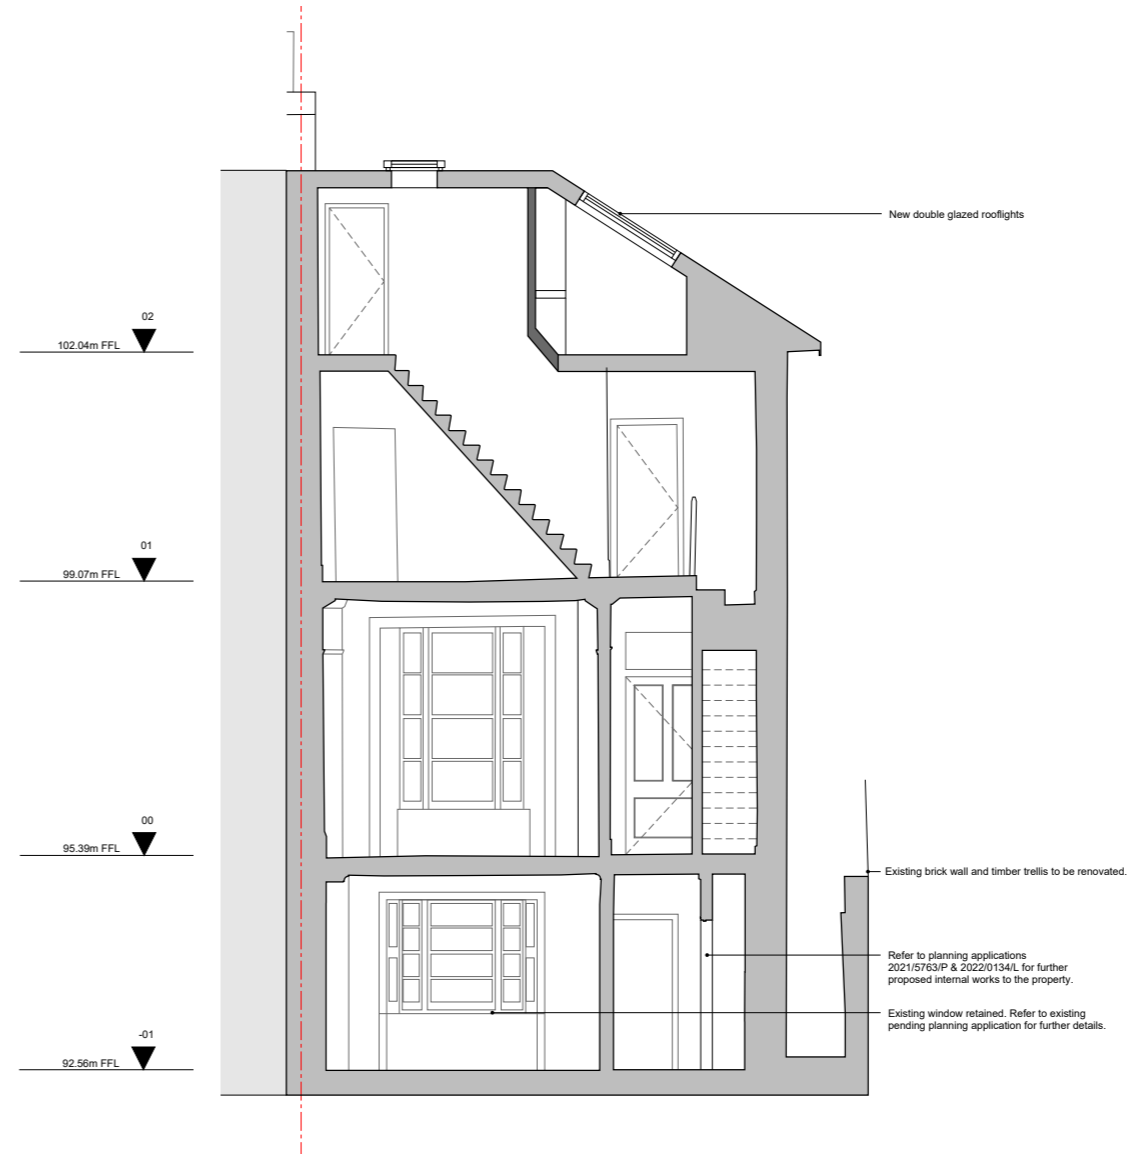 New double glazed rooflights
02
102.04m FFL
01
99.07m FFL
00
95.39m FFL
Existing brick wall and timber trellis to be renovated.
Refer to planning applications
2021/5763/P & 2022/0134/L for further
proposed internal works to the property.
Existing window retained. Refer to existing
pending planning application for further details.
-01
92.56m FFL